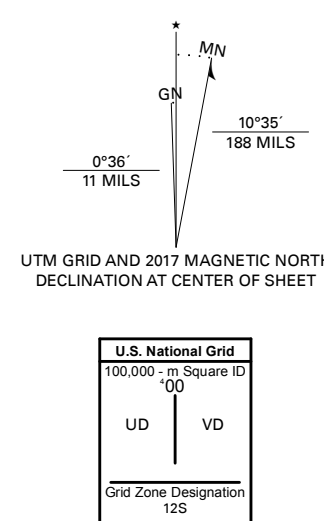 ★
MN
GN
10°35´
188 MILS
0°36´
11 MILS
UTM GRID AND 2017 MAGNETIC NORTH
DECLINATION AT CENTER OF SHEET
U.S. National Grid
100,000 - m Square ID
⁴00
UD VD
Grid Zone Designation
12S